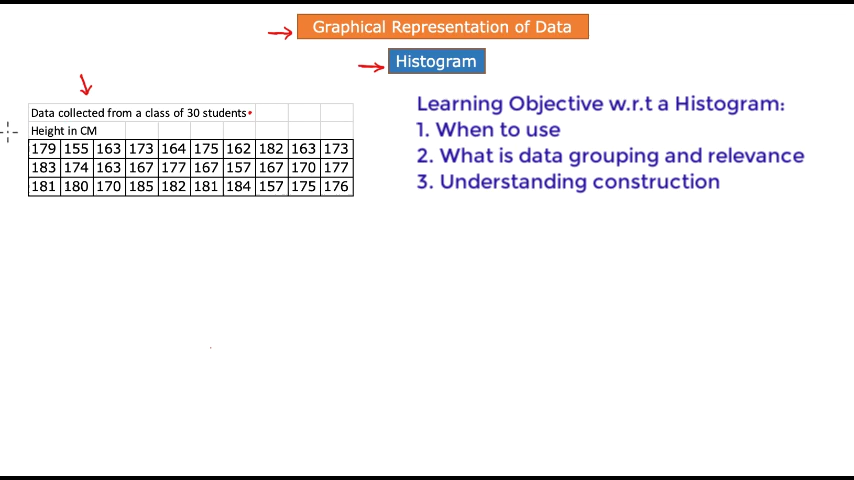 Graphical Representation of Data
Histogram
Data collected from a class of 30 students
Height in CM
179 155 163 173 164 175 162 182 163 173
183 174 163 167 177 167 157 167 170 177
181 180 170 185 182 181 184 157 175 176
Learning Objective w.r.t a Histogram:
1. When to use
2. What is data grouping and relevance
3. Understanding construction